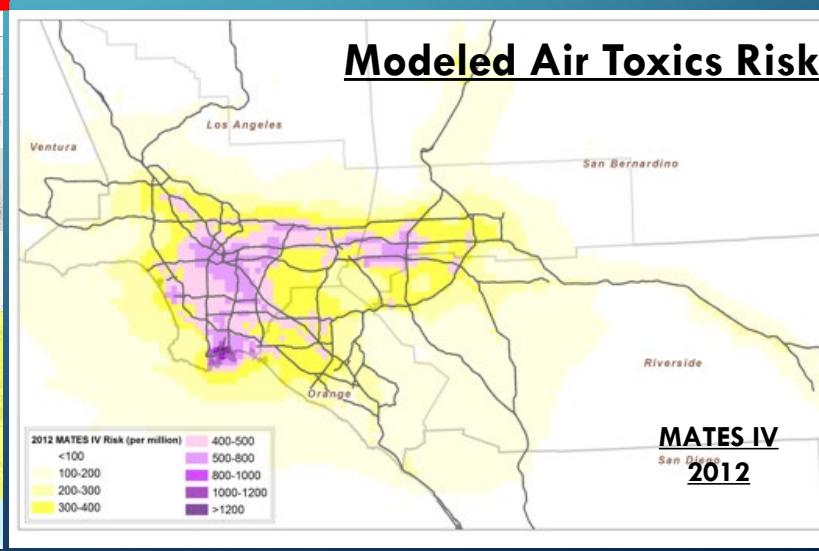 Modeled Air Toxics Risk
Los Angeles
Ventura
San Bernardino
Riverside
Orange
MATES IV
San Diego
2012
2012 MATES IV Risk (per million)
<100
100-200
200-300
300-400
400-500
500-800
800-1000
1000-1200
>1200